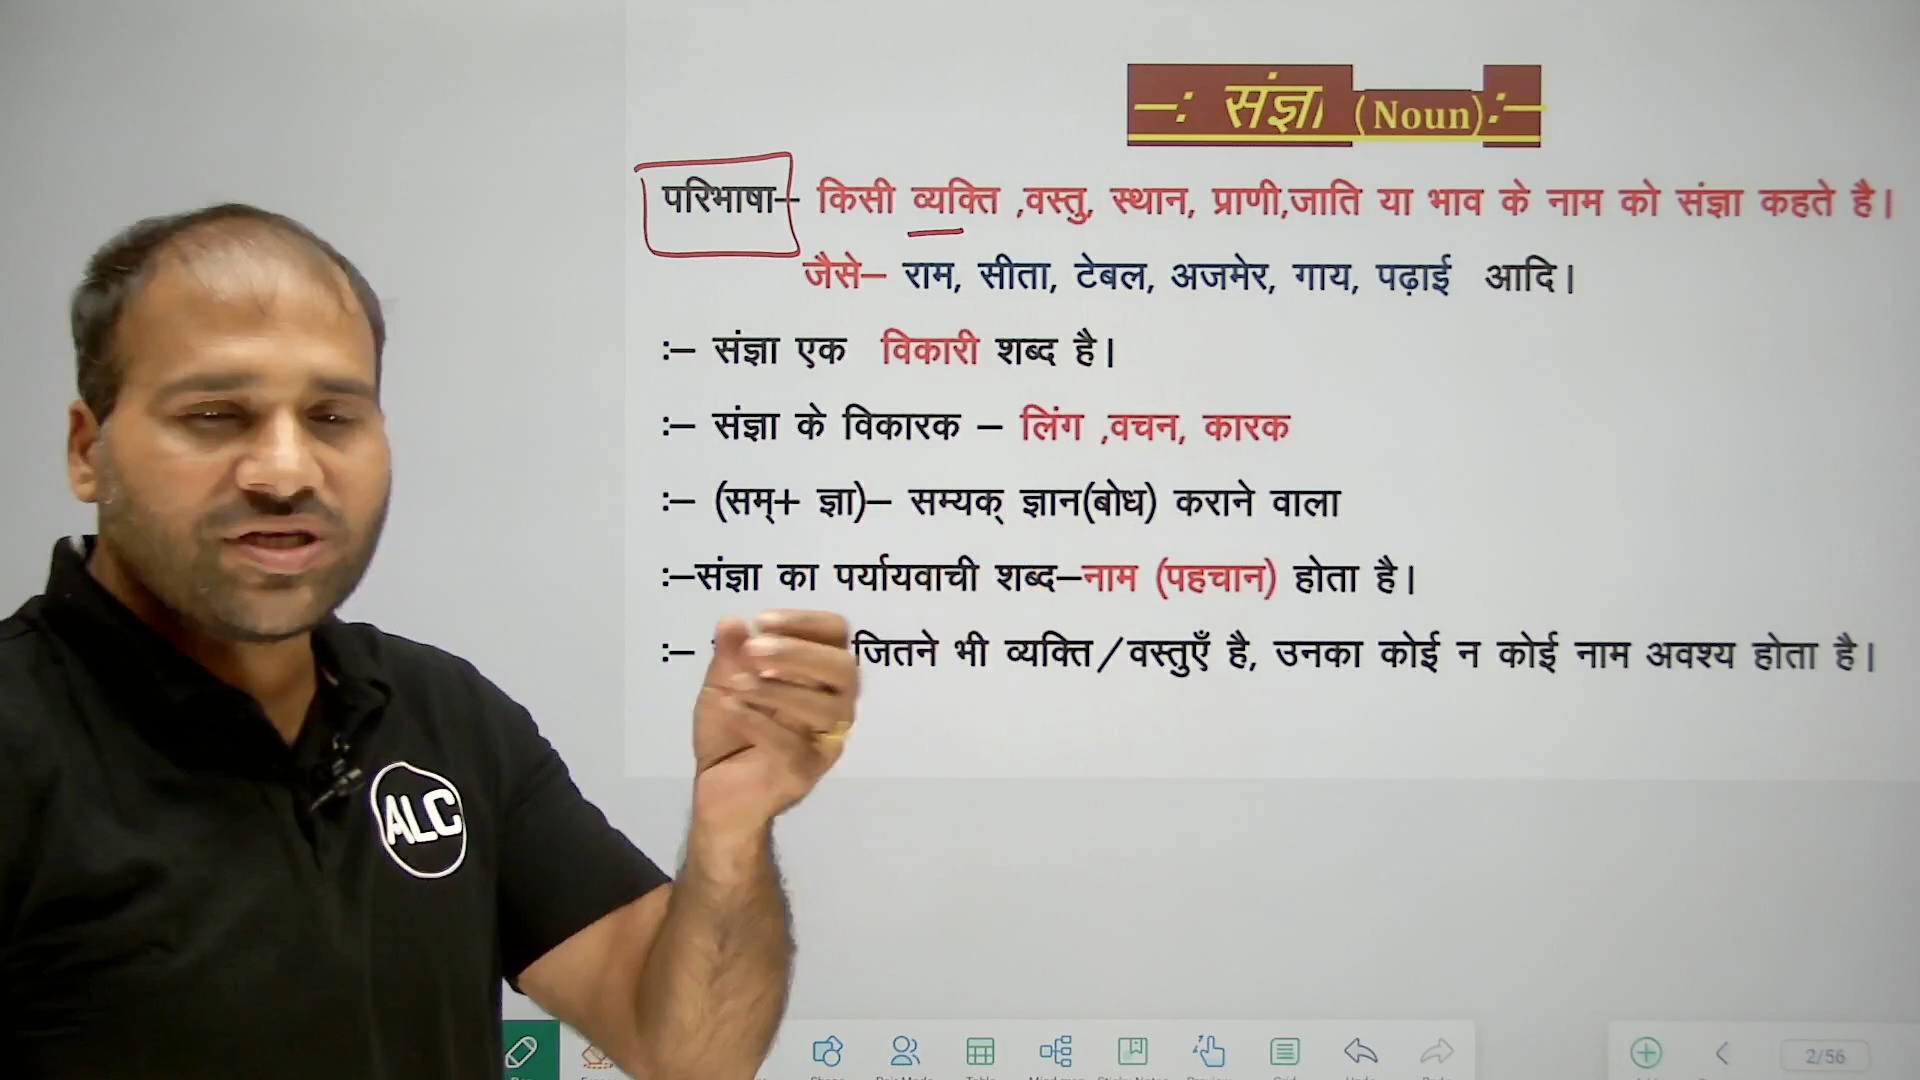 —: संज्ञा (Noun):—
परिभाषा— किसी व्यक्ति ,वस्तु, स्थान, प्राणी,जाति या भाव के नाम को संज्ञा कहते है।
जैसे— राम, सीता, टेबल, अजमेर, गाय, पढ़ाई आदि।
:— संज्ञा एक विकारी शब्द है।
:— संज्ञा के विकारक — लिंग ,वचन, कारक
:— (सम्+ ज्ञा)— सम्यक् ज्ञान(बोध) कराने वाला
:—संज्ञा का पर्यायवाची शब्द—नाम (पहचान) होता है।
:— जितने भी व्यक्ति/वस्तुएँ है, उनका कोई न कोई नाम अवश्य होता है।
ALC
2/56